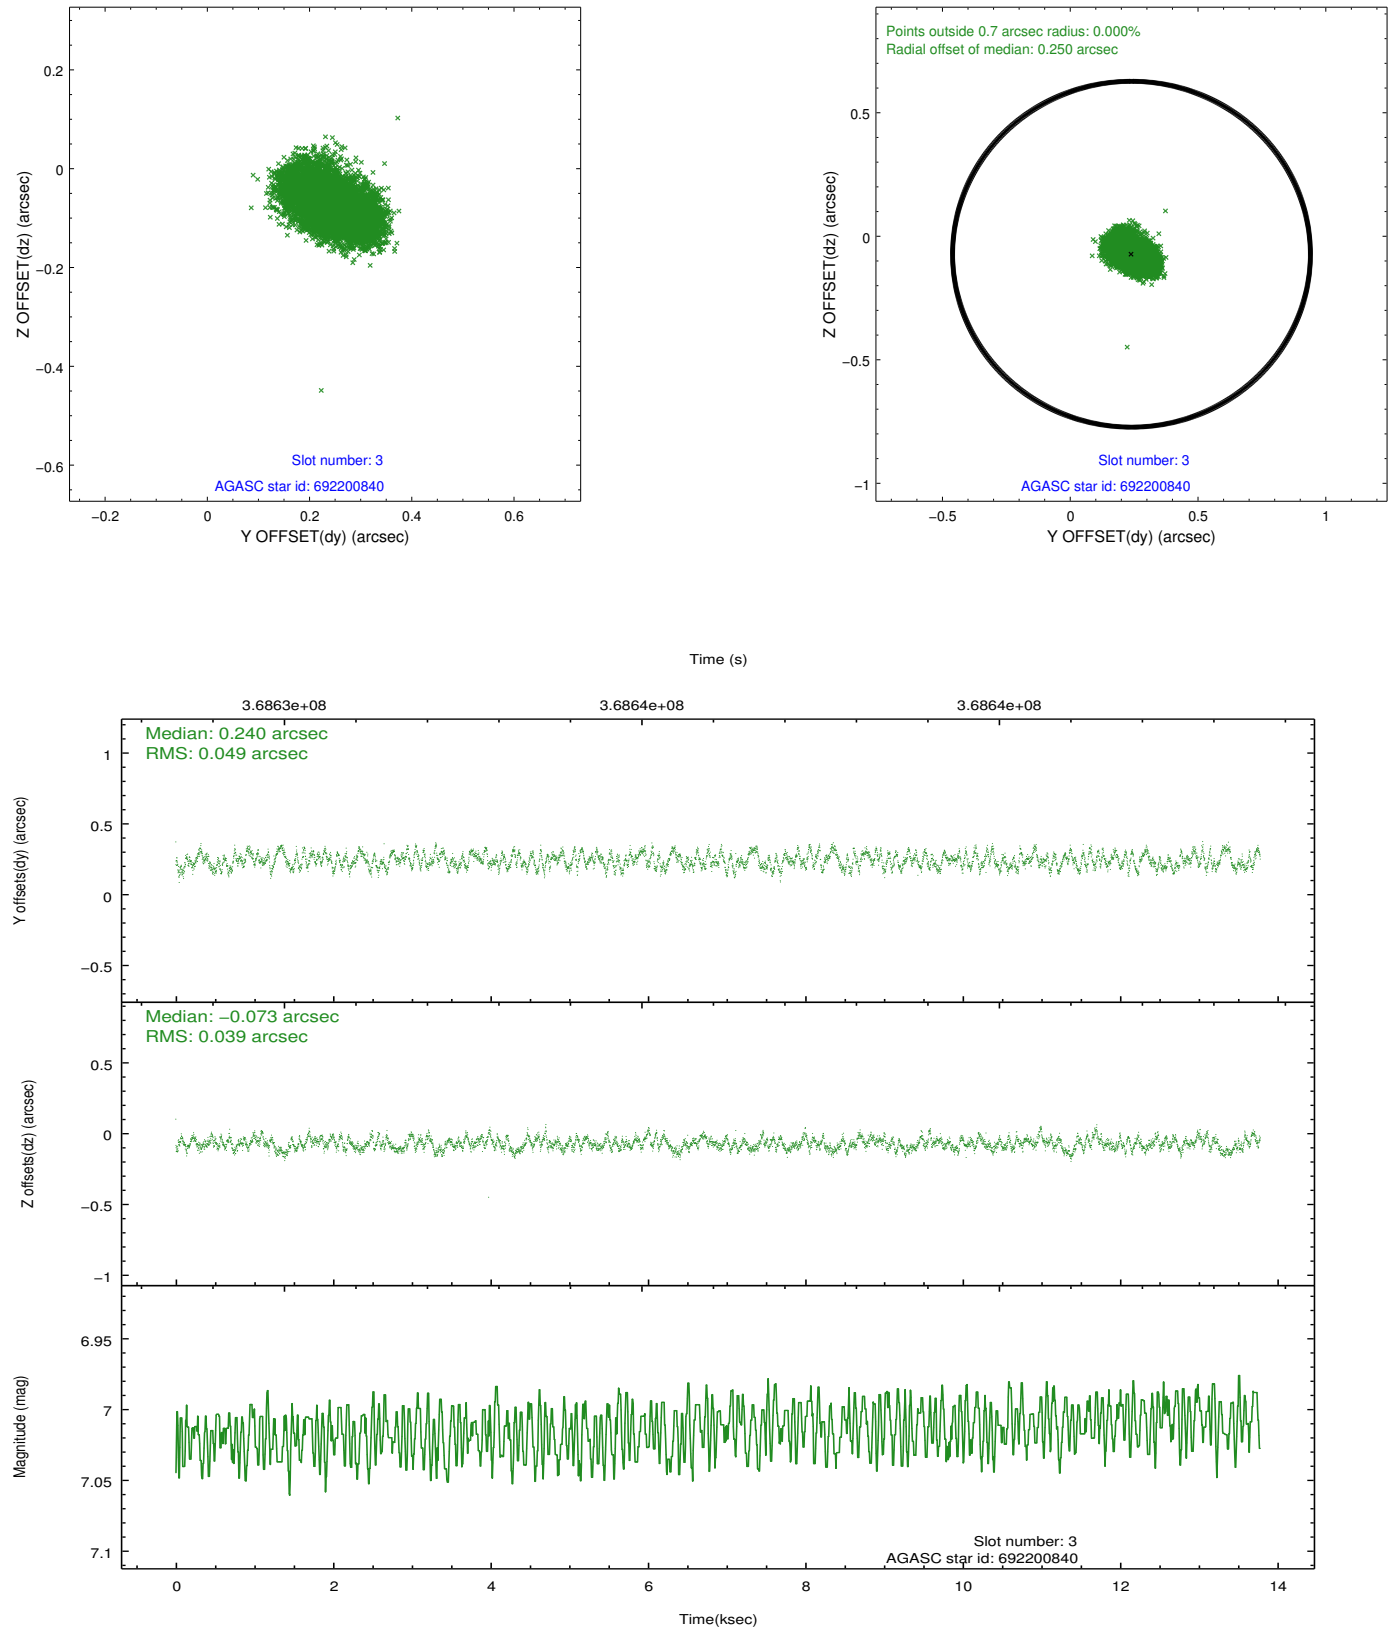 0.2
0
−0.2
−0.4
−0.6
Z OFFSET(dz) (arcsec)
Slot number: 3
AGASC star id: 692200840
−0.2 0 0.2 0.4 0.6
Y OFFSET(dy) (arcsec)
Points outside 0.7 arcsec radius: 0.000%
Radial offset of median: 0.250 arcsec
0.5
0
−0.5
−1
Z OFFSET(dz) (arcsec)
Slot number: 3
AGASC star id: 692200840
−0.5 0 0.5 1
Y OFFSET(dy) (arcsec)
Time (s)
3.6863e+08 3.6864e+08 3.6864e+08
Median: 0.240 arcsec
RMS: 0.049 arcsec
1
0.5
0
−0.5
Y offsets(dy) (arcsec)
Median: −0.073 arcsec
RMS: 0.039 arcsec
0.5
0
−0.5
−1
Z offsets(dz) (arcsec)
6.95
7
7.05
7.1
Magnitude (mag)
Slot number: 3
AGASC star id: 692200840
0 2 4 6 8 10 12 14
Time(ksec)